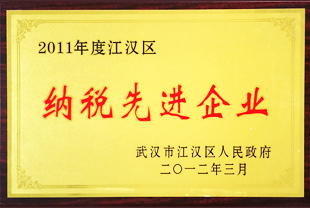 2011年度江汉区
纳税先进企业
武汉市江汉区人民政府
二〇一二年三月